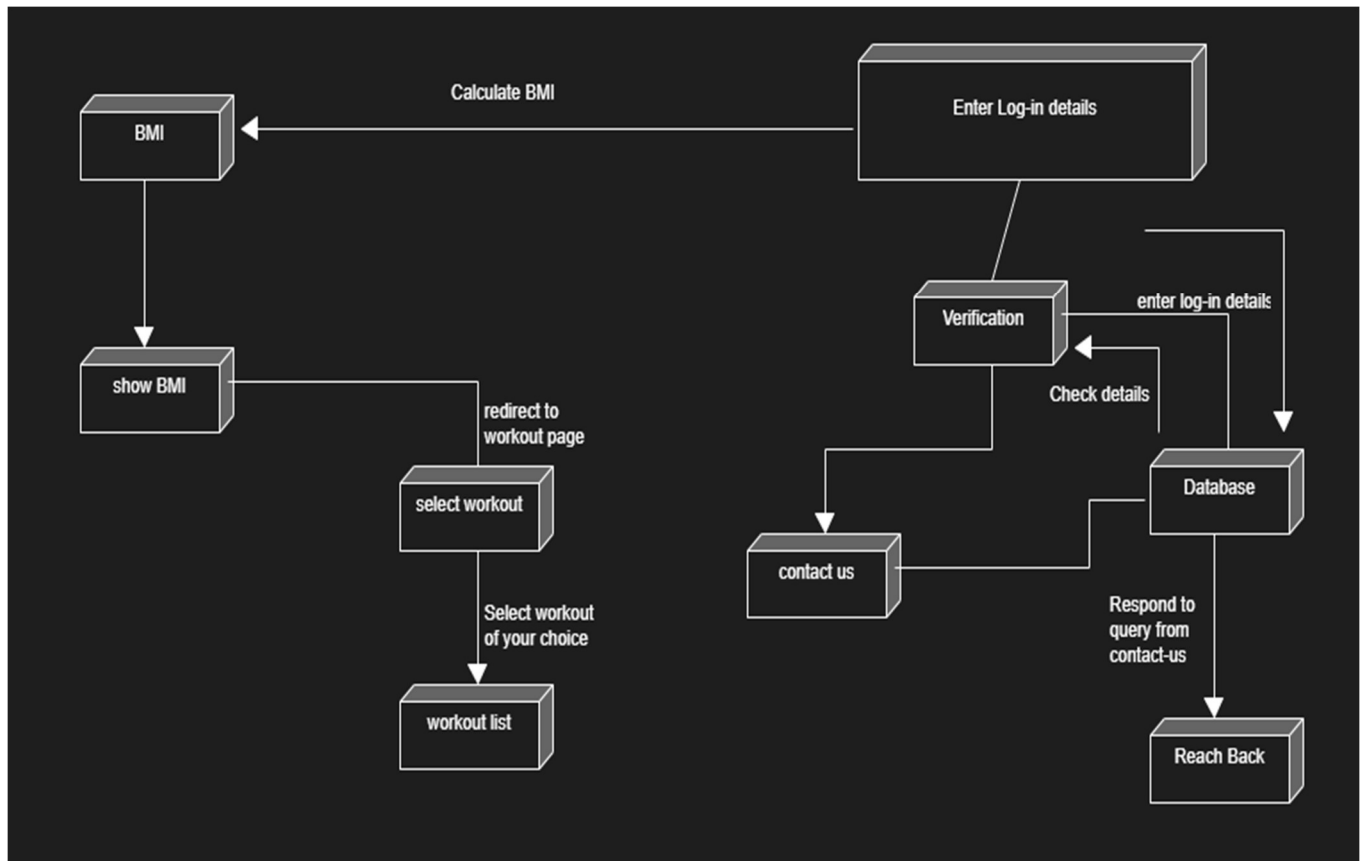 Calculate BMI
Enter Log-in details
BMI
enter log-in details
Verification
show BMI
Check details
redirect to
workout page
select workout
Database
contact us
Select workout
of your choice
Respond to
query from
contact-us
workout list
Reach Back